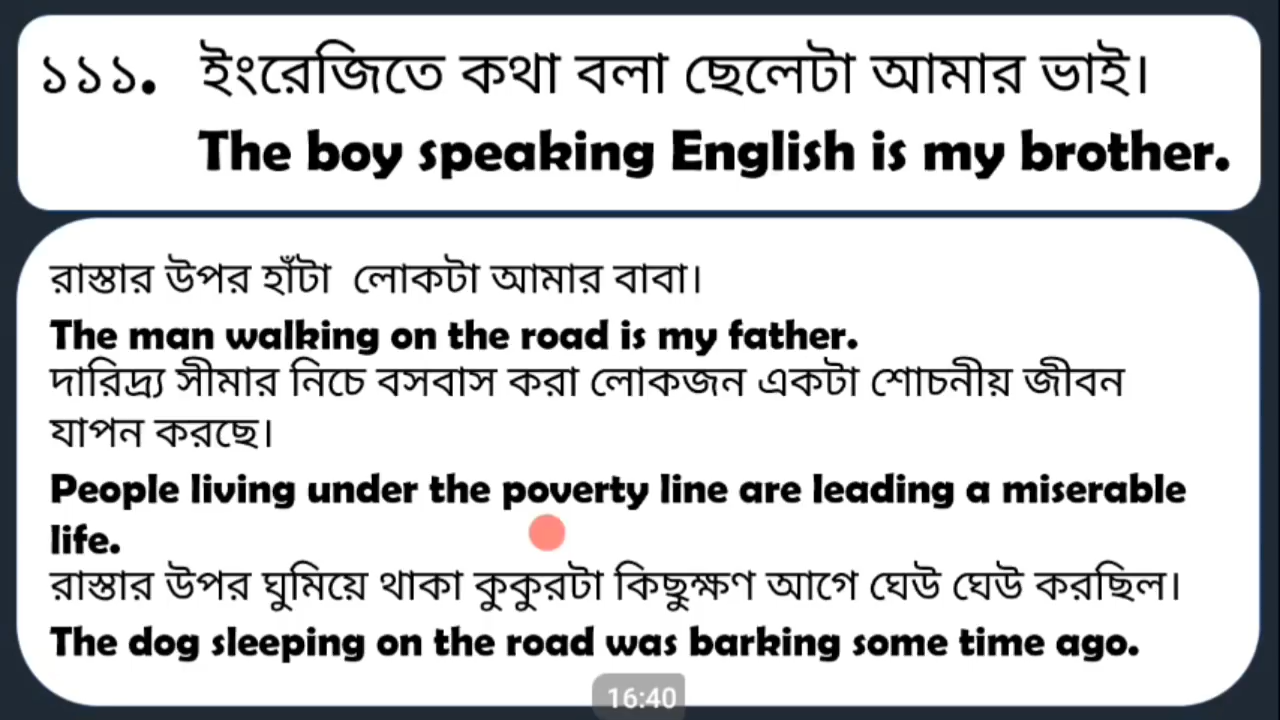 ১১১. ইংরেজিতে কথা বলা ছেলেটা আমার ভাই।
The boy speaking English is my brother.
রাস্তার উপর হাঁটা লোকটা আমার বাবা।
The man walking on the road is my father.
দারিদ্র্য সীমার নিচে বসবাস করা লোকজন একটা শোচনীয় জীবন
যাপন করছে।
People living under the poverty line are leading a miserable
life.
রাস্তার উপর ঘুমিয়ে থাকা কুকুরটা কিছুক্ষণ আগে ঘেউ ঘেউ করছিল।
The dog sleeping on the road was barking some time ago.
16:40